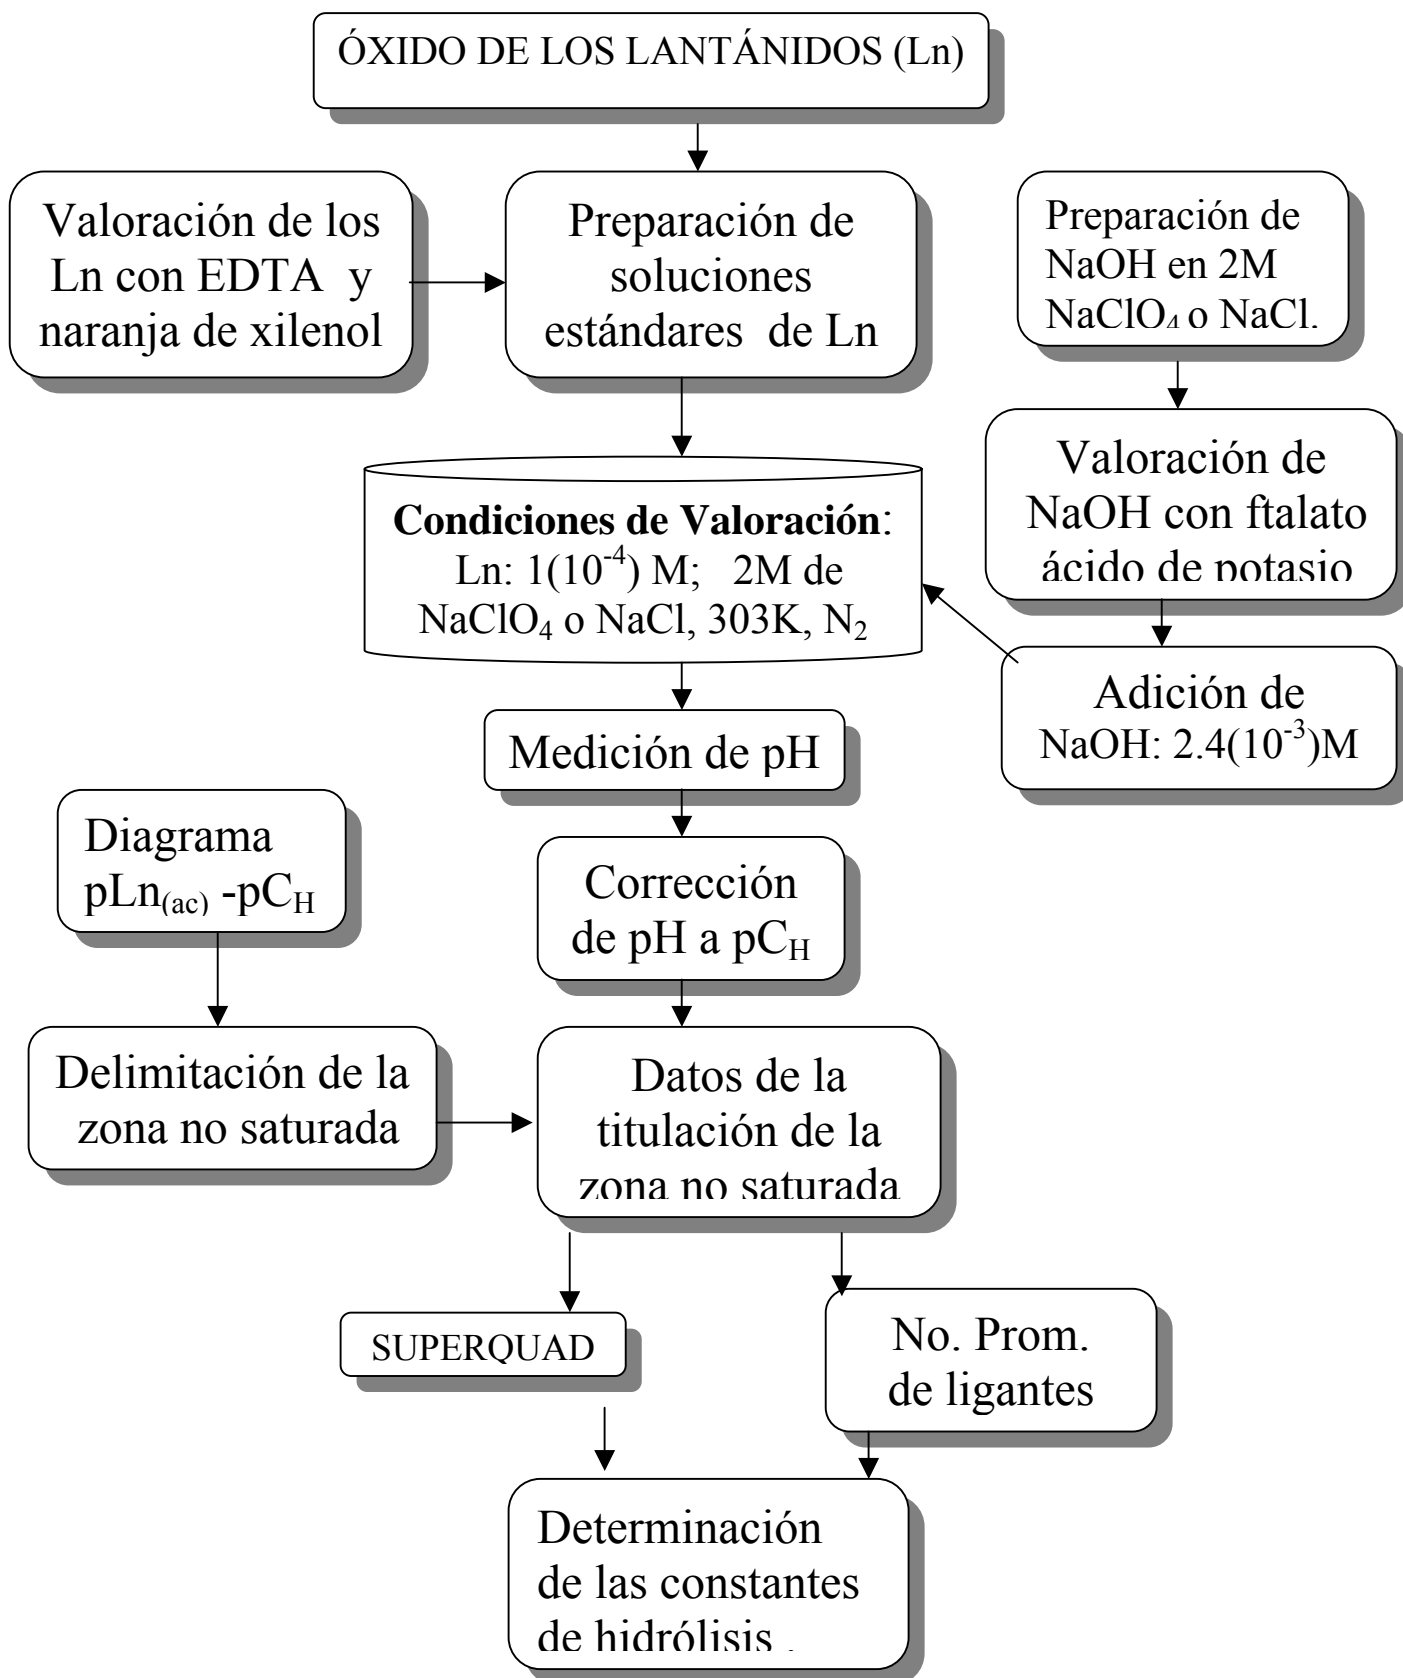 ÓXIDO DE LOS LANTÁNIDOS (Ln)
Valoración de los
Ln con EDTA y
naranja de xilenol
Preparación de
soluciones
estándares de Ln
Preparación de
NaOH en 2M
NaClO₄ o NaCl.
Valoración de
NaOH con ftalato
ácido de potasio
Condiciones de Valoración:
Ln: 1(10⁻⁴) M; 2M de
NaClO₄ o NaCl, 303K, N₂
Adición de
NaOH: 2.4(10⁻³)M
Medición de pH
Diagrama
pLn₍ac₎ -pC_H
Corrección
de pH a pC_H
Delimitación de la
zona no saturada
Datos de la
titulación de la
zona no saturada
SUPERQUAD
No. Prom.
de ligantes
Determinación
de las constantes
de hidrólisis .